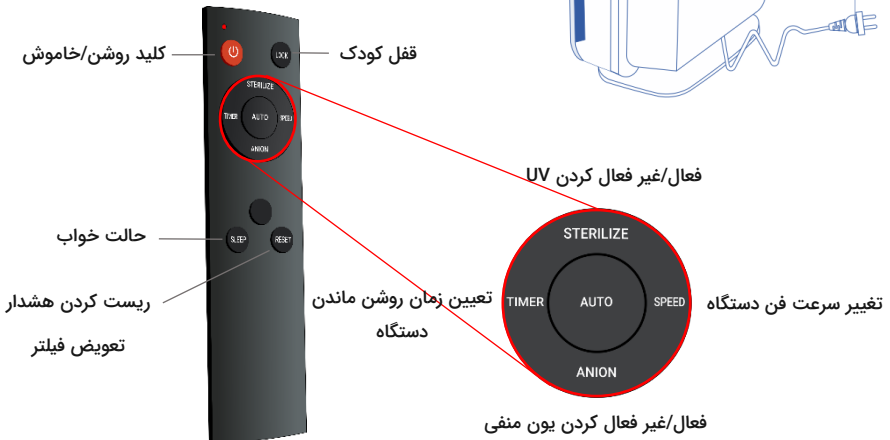 کلید روشن/خاموش
LOCK
قفل کودک
STERILIZE
TIMER
AUTO
SPEED
ANION
فعال/غیر فعال کردن UV
حالت خواب
SLEEP
RESET
STERILIZE
ریست کردن هشدار
تعویض فیلتر
تعیین زمان روشن ماندن
دستگاه
TIMER
AUTO
SPEED
تغییر سرعت فن دستگاه
ANION
فعال/غیر فعال کردن یون منفی